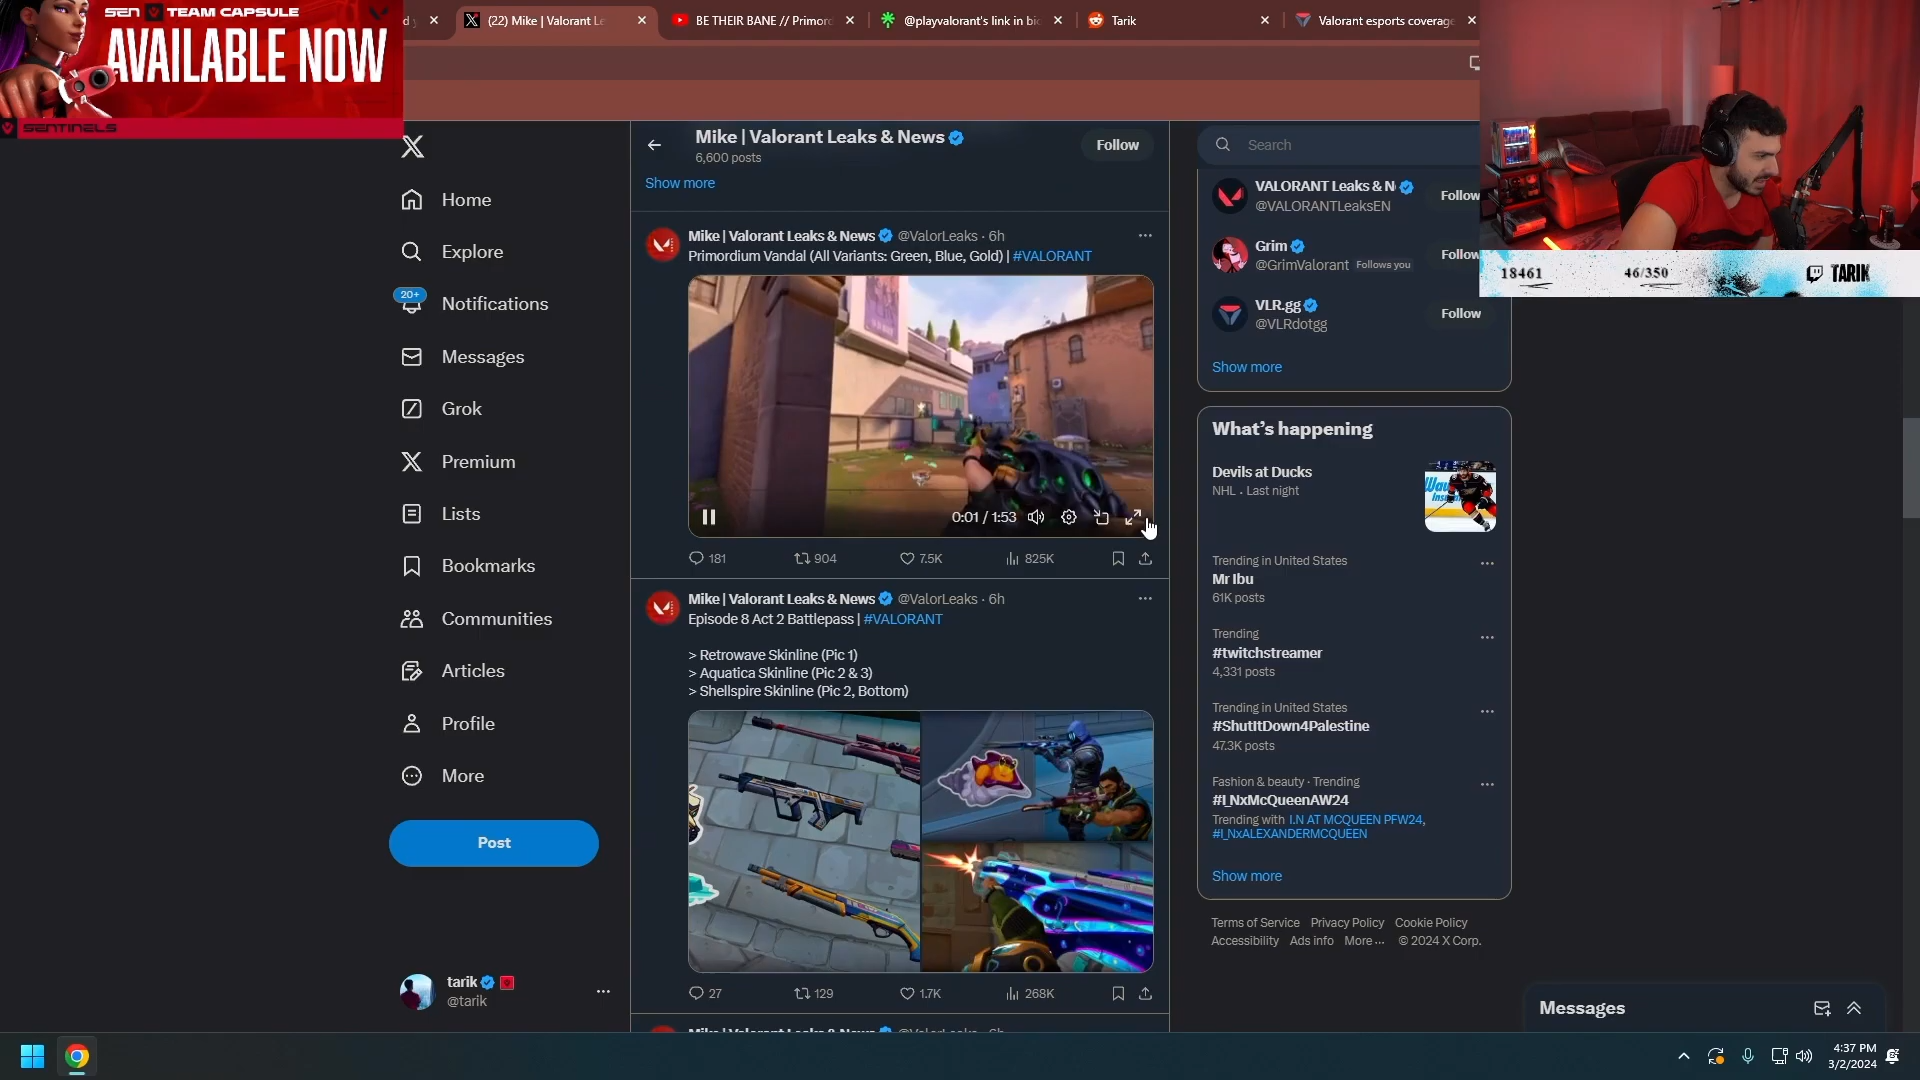 SEN TEAM CAPSULE
AVAILABLE NOW
SENTINELS
(22) Mike | Valorant Le
BE THEIR BANE // Primord
@playvalorant's link in bio
Tarik
Valorant esports coverage
Mike | Valorant Leaks & News
6,600 posts
Follow
Show more
Home
Explore
20+
Notifications
Messages
Grok
Premium
Lists
Bookmarks
Communities
Articles
Profile
More
Post
tarik
@tarik
Mike | Valorant Leaks & News @ValorLeaks · 6h
Primordium Vandal (All Variants: Green, Blue, Gold) | #VALORANT
0:01 / 1:53
181 904 7.5K 825K
Mike | Valorant Leaks & News @ValorLeaks · 6h
Episode 8 Act 2 Battlepass | #VALORANT
> Retrowave Skinline (Pic 1)
> Aquatica Skinline (Pic 2 & 3)
> Shellspire Skinline (Pic 2, Bottom)
27 129 1.7K 268K
Search
VALORANT Leaks & N
@VALORANTLeaksEN
Follow
Grim
@GrimValorant Follows you
Follow
VLR.gg
@VLRdotgg
Follow
Show more
18461 46/350 TARIK
What's happening
Devils at Ducks
NHL · Last night
Trending in United States
Mr Ibu
61K posts
Trending
#twitchstreamer
4,331 posts
Trending in United States
#ShutItDown4Palestine
47.3K posts
Fashion & beauty · Trending
#I_NxMcQueenAW24
Trending with I.N AT MCQUEEN PFW24,
#I_NxALEXANDERMCQUEEN
Show more
Terms of Service Privacy Policy Cookie Policy
Accessibility Ads info More ··· © 2024 X Corp.
Messages
4:37 PM
3/2/2024